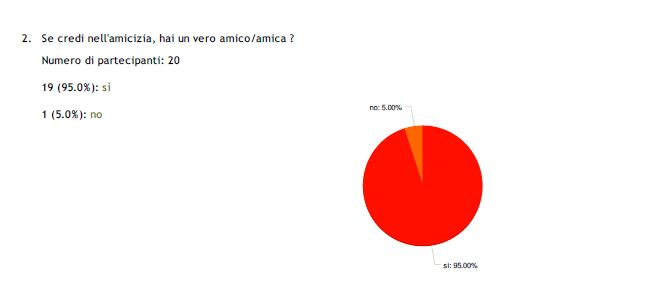 2. Se credi nell'amicizia, hai un vero amico/amica ?
Numero di partecipanti: 20
19 (95.0%): sì
1 (5.0%): no
no: 5.00%
sì: 95.00%